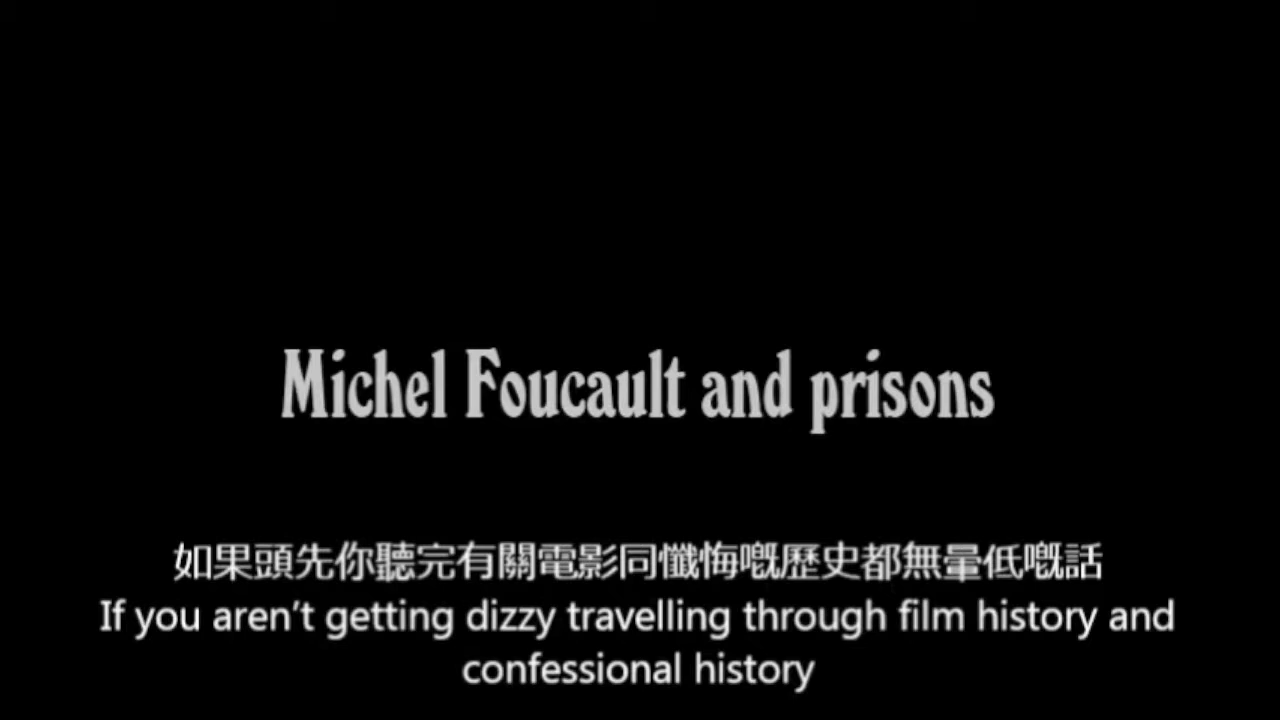 Michel Foucault and prisons
如果頭先你聽完有關電影同懺悔嘅歷史都無暈低嘅話
If you aren't getting dizzy travelling through film history and
confessional history